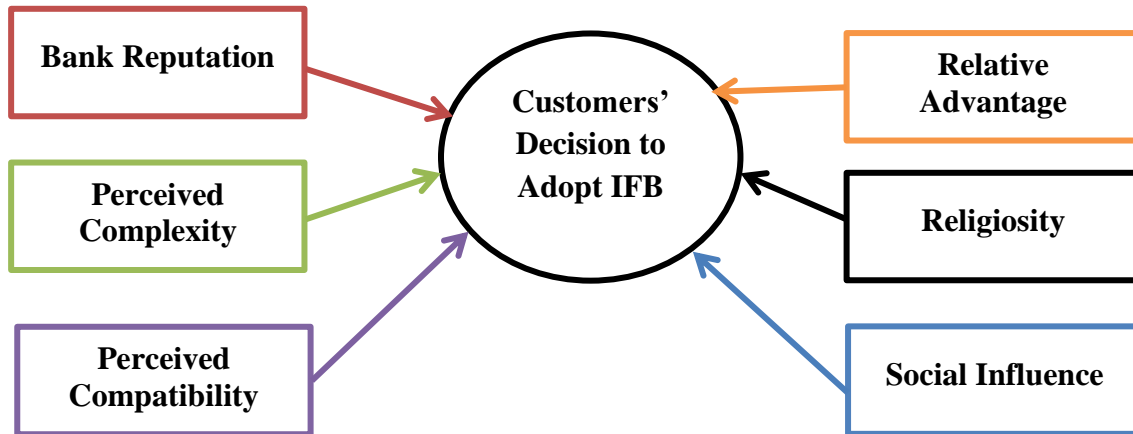 Bank Reputation
Perceived
Complexity
Perceived
Compatibility
Customers’
Decision to
Adopt IFB
Relative
Advantage
Religiosity
Social Influence